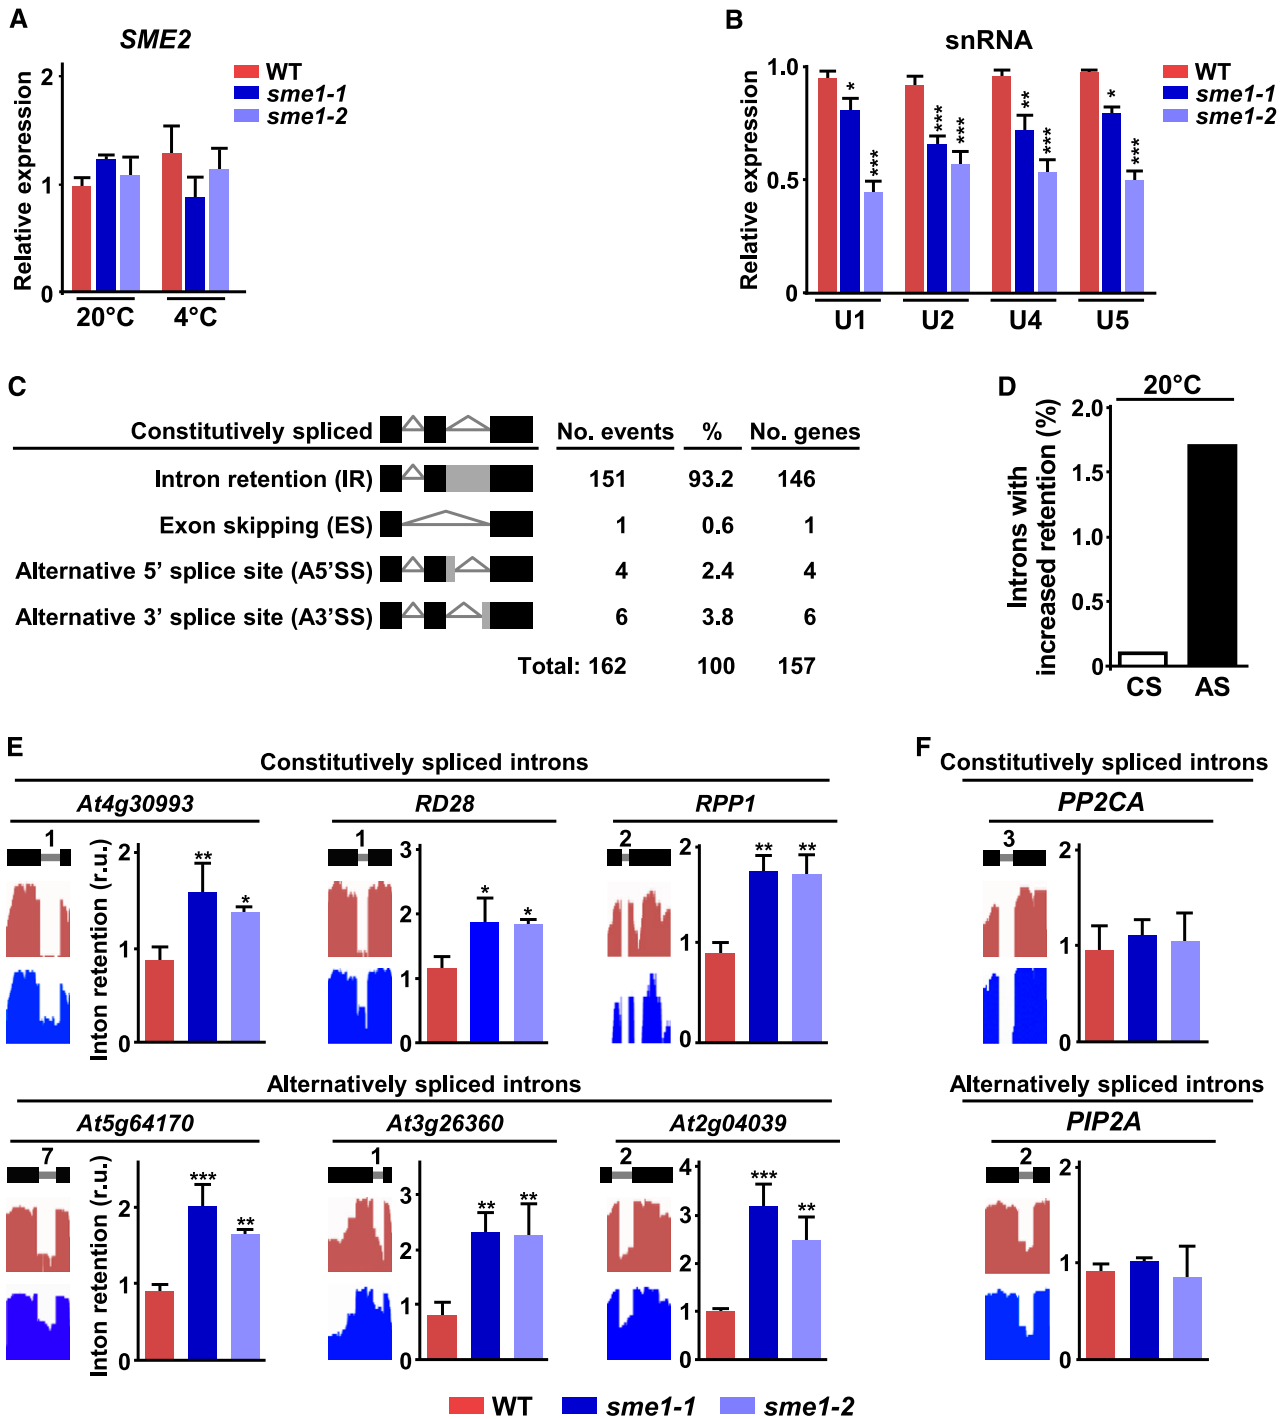 A
SME2
Relative expression
2
1
0
WT
sme1-1
sme1-2
20°C
4°C
B
snRNA
Relative expression
1.0
0.5
0
*
***
***
***
**
***
*
***
WT
sme1-1
sme1-2
U1
U2
U4
U5
C
Constitutively spliced
No. events
%
No. genes
Intron retention (IR)
151
93.2
146
Exon skipping (ES)
1
0.6
1
Alternative 5’ splice site (A5’SS)
4
2.4
4
Alternative 3’ splice site (A3’SS)
6
3.8
6
Total: 162
100
157
D
20°C
Introns with
increased retention (%)
2.0
1.5
1.0
0.5
0
CS
AS
E
Constitutively spliced introns
At4g30993
1
Inton retention (r.u.)
2
1
0
**
*
RD28
1
3
2
1
0
*
*
RPP1
2
2
1
0
**
**
Alternatively spliced introns
At5g64170
7
Inton retention (r.u.)
2
1
0
***
**
At3g26360
1
3
2
1
0
**
**
At2g04039
2
4
3
2
1
0
***
**
F
Constitutively spliced introns
PP2CA
3
2
1
0
Alternatively spliced introns
PIP2A
2
2
1
0
WT
sme1-1
sme1-2